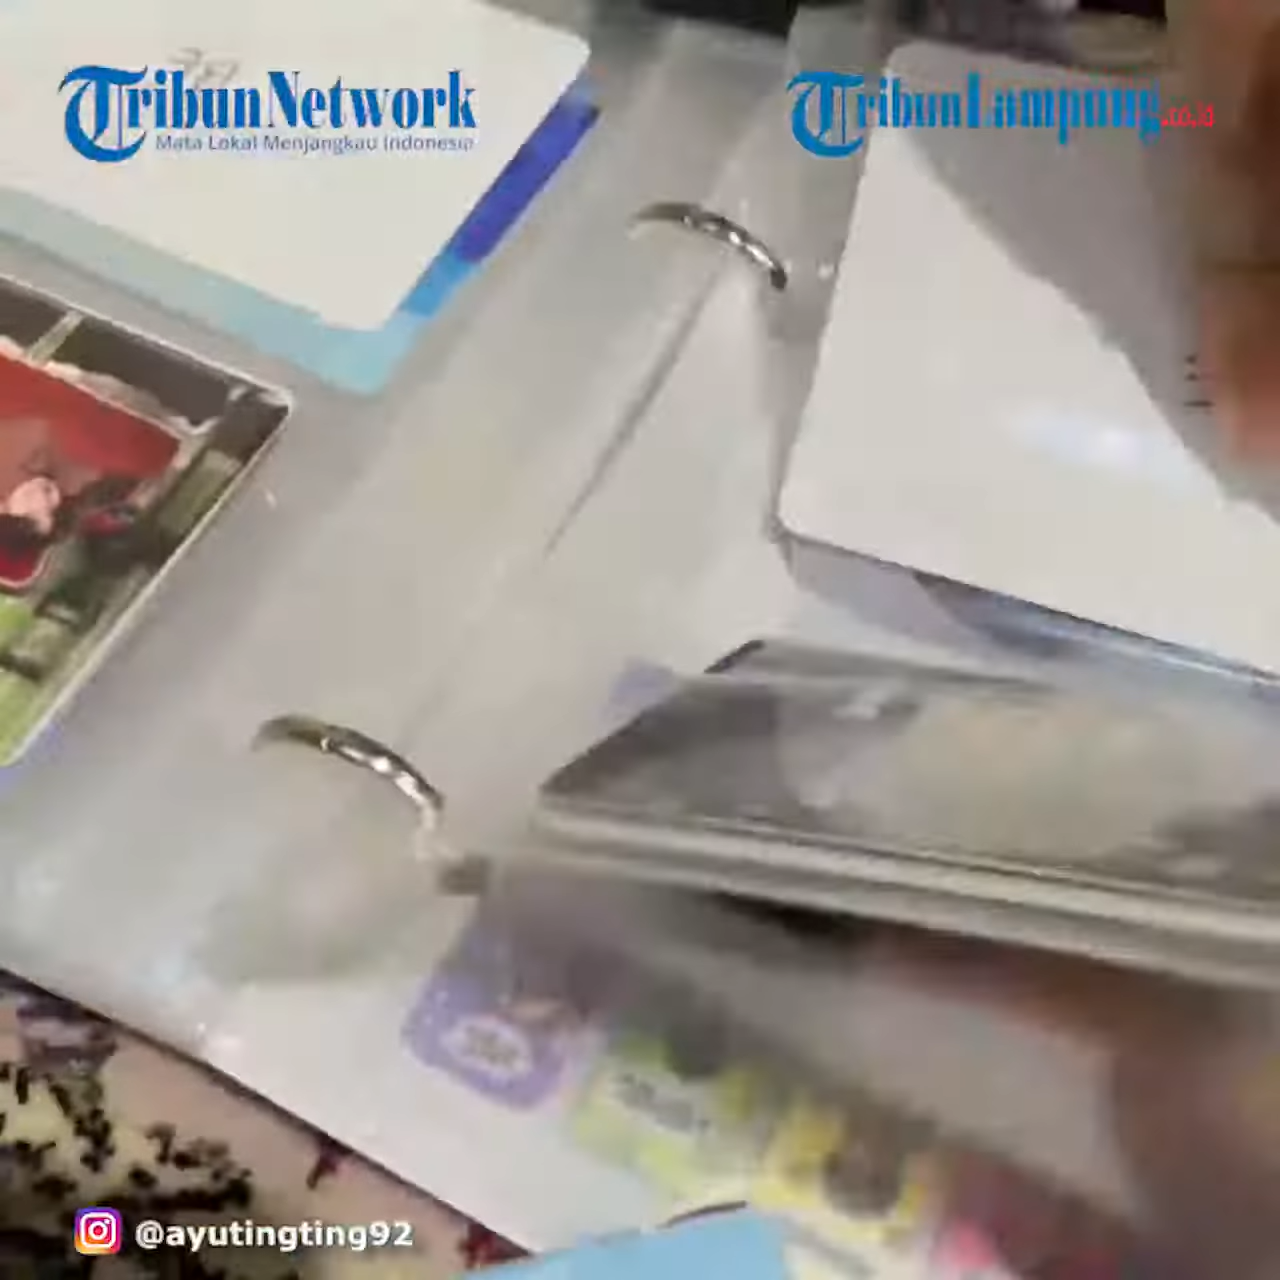 TribunNetwork
Mata Lokal Menjangkau Indonesia
TribunLampung.co.id
@ayutingting92